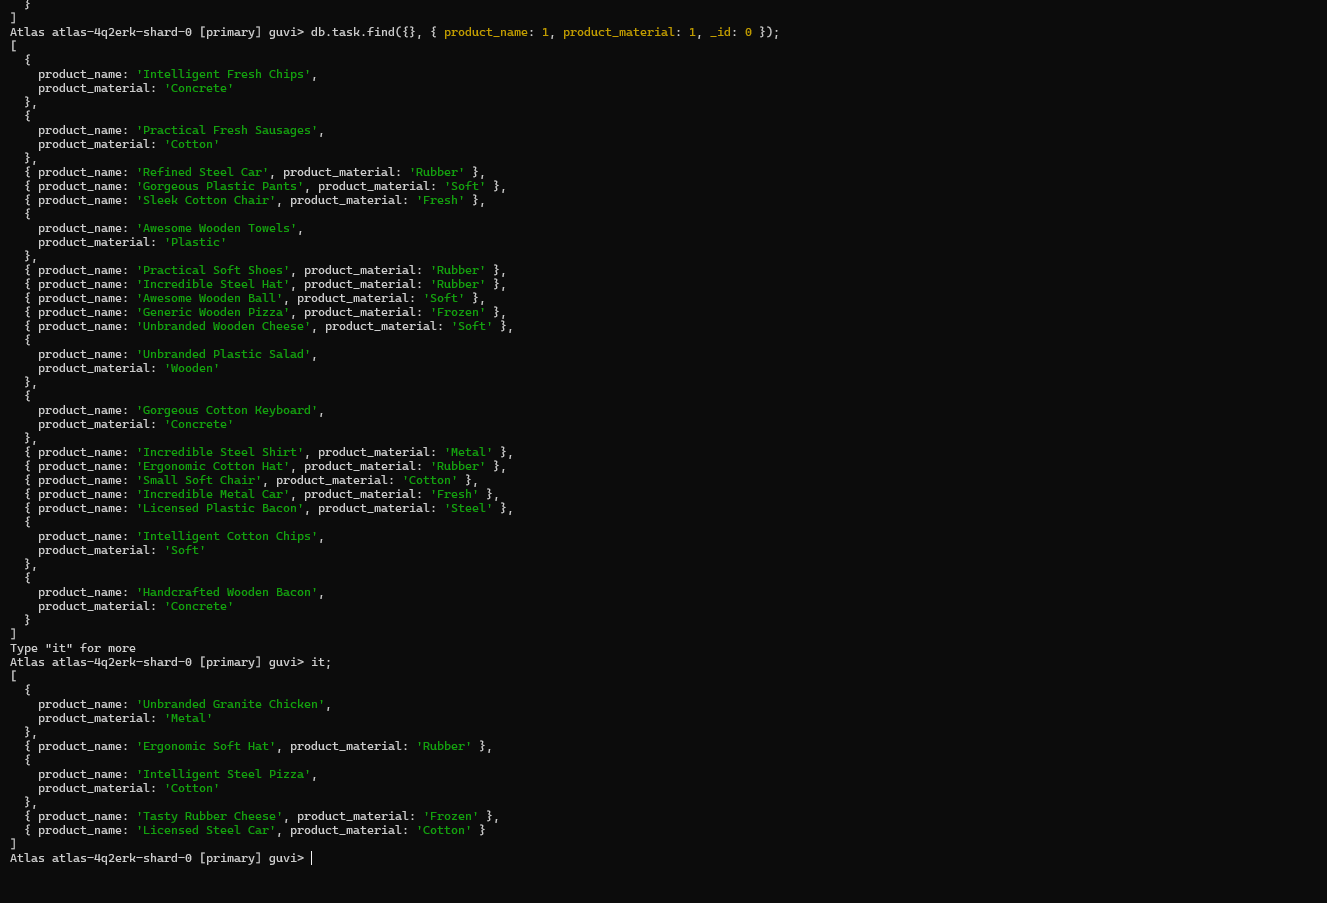 }
]
Atlas atlas-4q2erk-shard-0 [primary] guvi> db.task.find({}, { product_name: 1, product_material: 1, _id: 0 });
[
  {
    product_name: 'Intelligent Fresh Chips',
    product_material: 'Concrete'
  },
  {
    product_name: 'Practical Fresh Sausages',
    product_material: 'Cotton'
  },
  { product_name: 'Refined Steel Car', product_material: 'Rubber' },
  { product_name: 'Gorgeous Plastic Pants', product_material: 'Soft' },
  { product_name: 'Sleek Cotton Chair', product_material: 'Fresh' },
  {
    product_name: 'Awesome Wooden Towels',
    product_material: 'Plastic'
  },
  { product_name: 'Practical Soft Shoes', product_material: 'Rubber' },
  { product_name: 'Incredible Steel Hat', product_material: 'Rubber' },
  { product_name: 'Awesome Wooden Ball', product_material: 'Soft' },
  { product_name: 'Generic Wooden Pizza', product_material: 'Frozen' },
  { product_name: 'Unbranded Wooden Cheese', product_material: 'Soft' },
  {
    product_name: 'Unbranded Plastic Salad',
    product_material: 'Wooden'
  },
  {
    product_name: 'Gorgeous Cotton Keyboard',
    product_material: 'Concrete'
  },
  { product_name: 'Incredible Steel Shirt', product_material: 'Metal' },
  { product_name: 'Ergonomic Cotton Hat', product_material: 'Rubber' },
  { product_name: 'Small Soft Chair', product_material: 'Cotton' },
  { product_name: 'Incredible Metal Car', product_material: 'Fresh' },
  { product_name: 'Licensed Plastic Bacon', product_material: 'Steel' },
  {
    product_name: 'Intelligent Cotton Chips',
    product_material: 'Soft'
  },
  {
    product_name: 'Handcrafted Wooden Bacon',
    product_material: 'Concrete'
  }
]
Type "it" for more
Atlas atlas-4q2erk-shard-0 [primary] guvi> it;
[
  {
    product_name: 'Unbranded Granite Chicken',
    product_material: 'Metal'
  },
  { product_name: 'Ergonomic Soft Hat', product_material: 'Rubber' },
  {
    product_name: 'Intelligent Steel Pizza',
    product_material: 'Cotton'
  },
  { product_name: 'Tasty Rubber Cheese', product_material: 'Frozen' },
  { product_name: 'Licensed Steel Car', product_material: 'Cotton' }
]
Atlas atlas-4q2erk-shard-0 [primary] guvi>